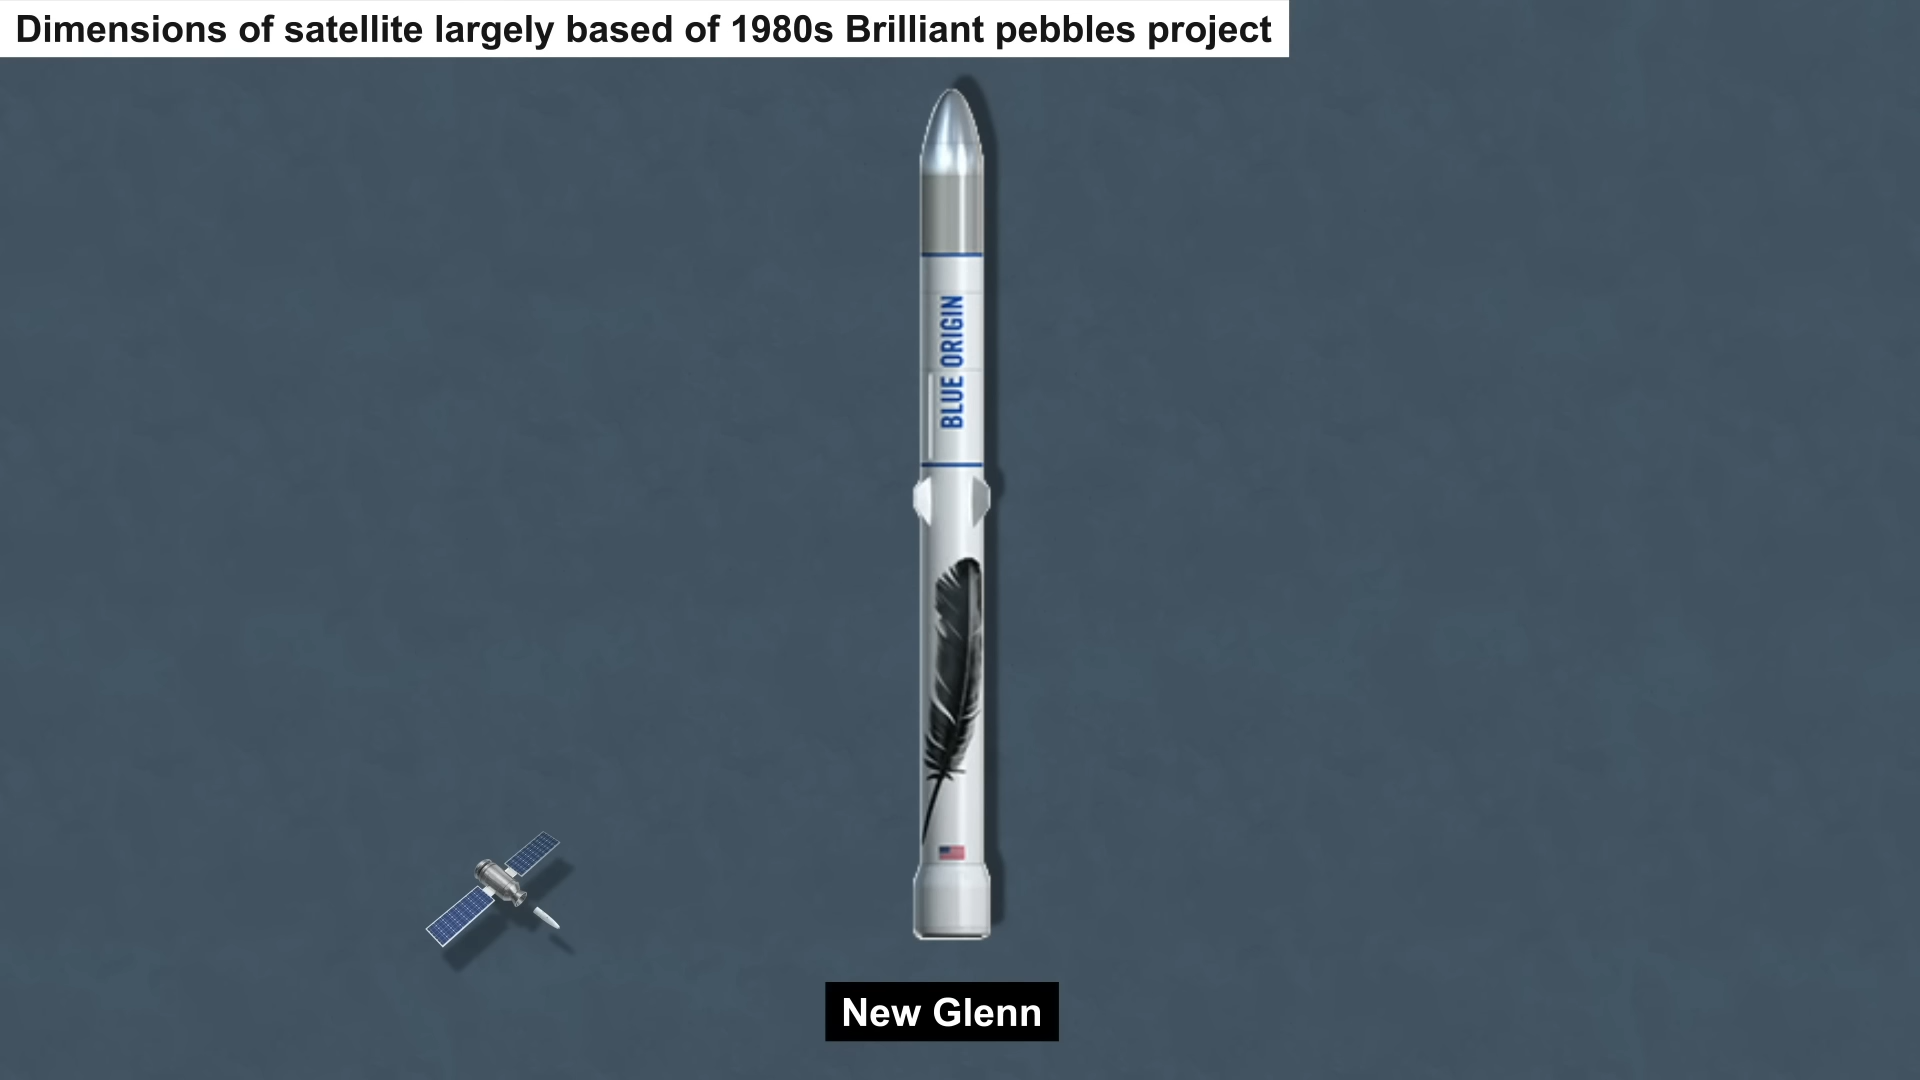 Dimensions of satellite largely based of 1980s Brilliant pebbles project
BLUE ORIGIN
New Glenn